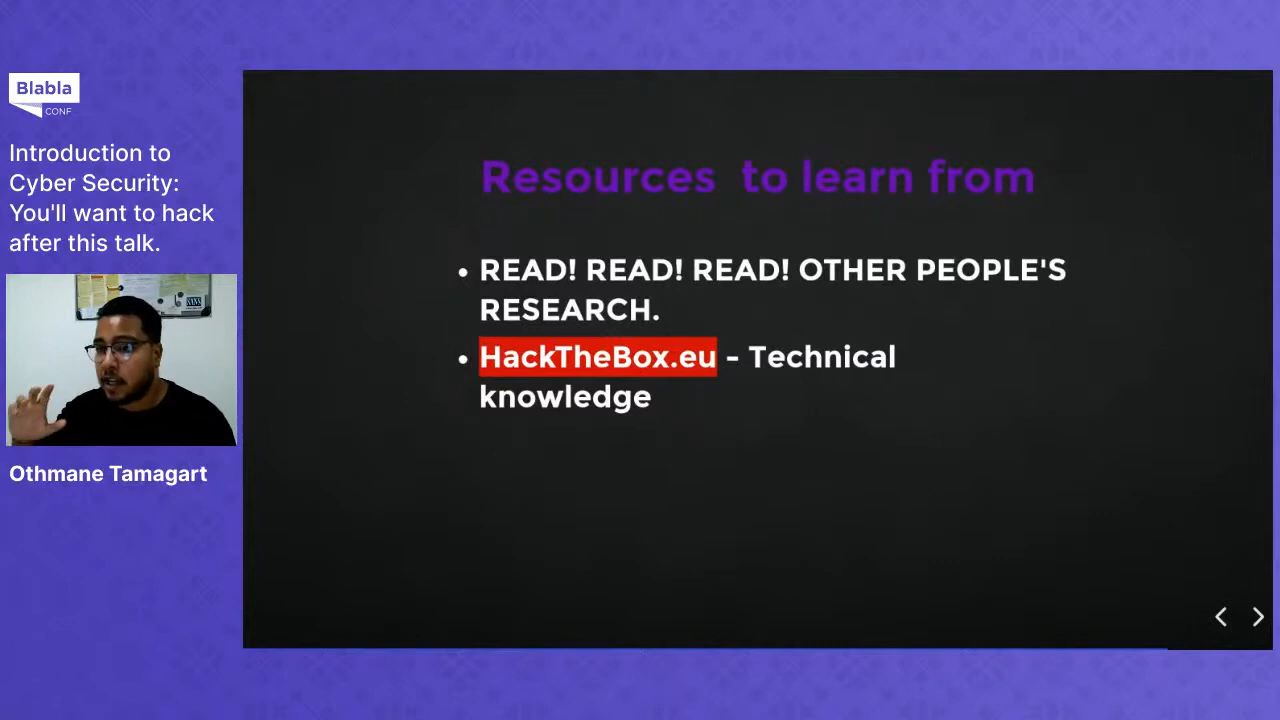 Blabla
CONF
Introduction to
Cyber Security:
You'll want to hack
after this talk.
Othmane Tamagart
Resources to learn from
• READ! READ! READ! OTHER PEOPLE'S
RESEARCH.
• HackTheBox.eu - Technical
knowledge